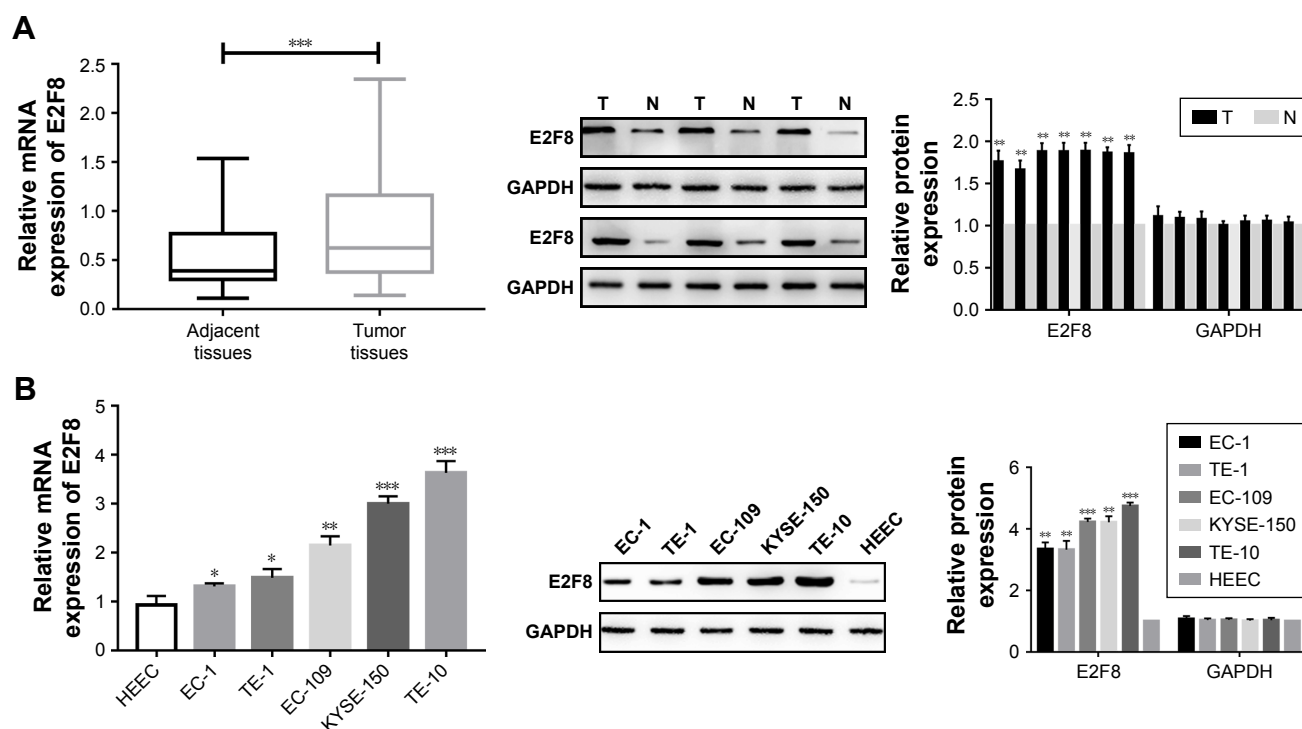 A
Relative mRNA
expression of E2F8
2.5
2.0
1.5
1.0
0.5
0.0
***
Adjacent
tissues
Tumor
tissues
T N T N T N
E2F8
GAPDH
E2F8
GAPDH
Relative protein
expression
2.5
2.0
1.5
1.0
0.5
0.0
** ** ** ** ** ** **
T N
E2F8 GAPDH
B
Relative mRNA
expression of E2F8
5
4
3
2
1
0
* * ** *** ***
HEEC EC-1 TE-1 EC-109 KYSE-150 TE-10
EC-1 TE-1 EC-109 KYSE-150 TE-10 HEEC
E2F8
GAPDH
Relative protein
expression
6
4
2
0
** ** *** ** ***
EC-1
TE-1
EC-109
KYSE-150
TE-10
HEEC
E2F8 GAPDH